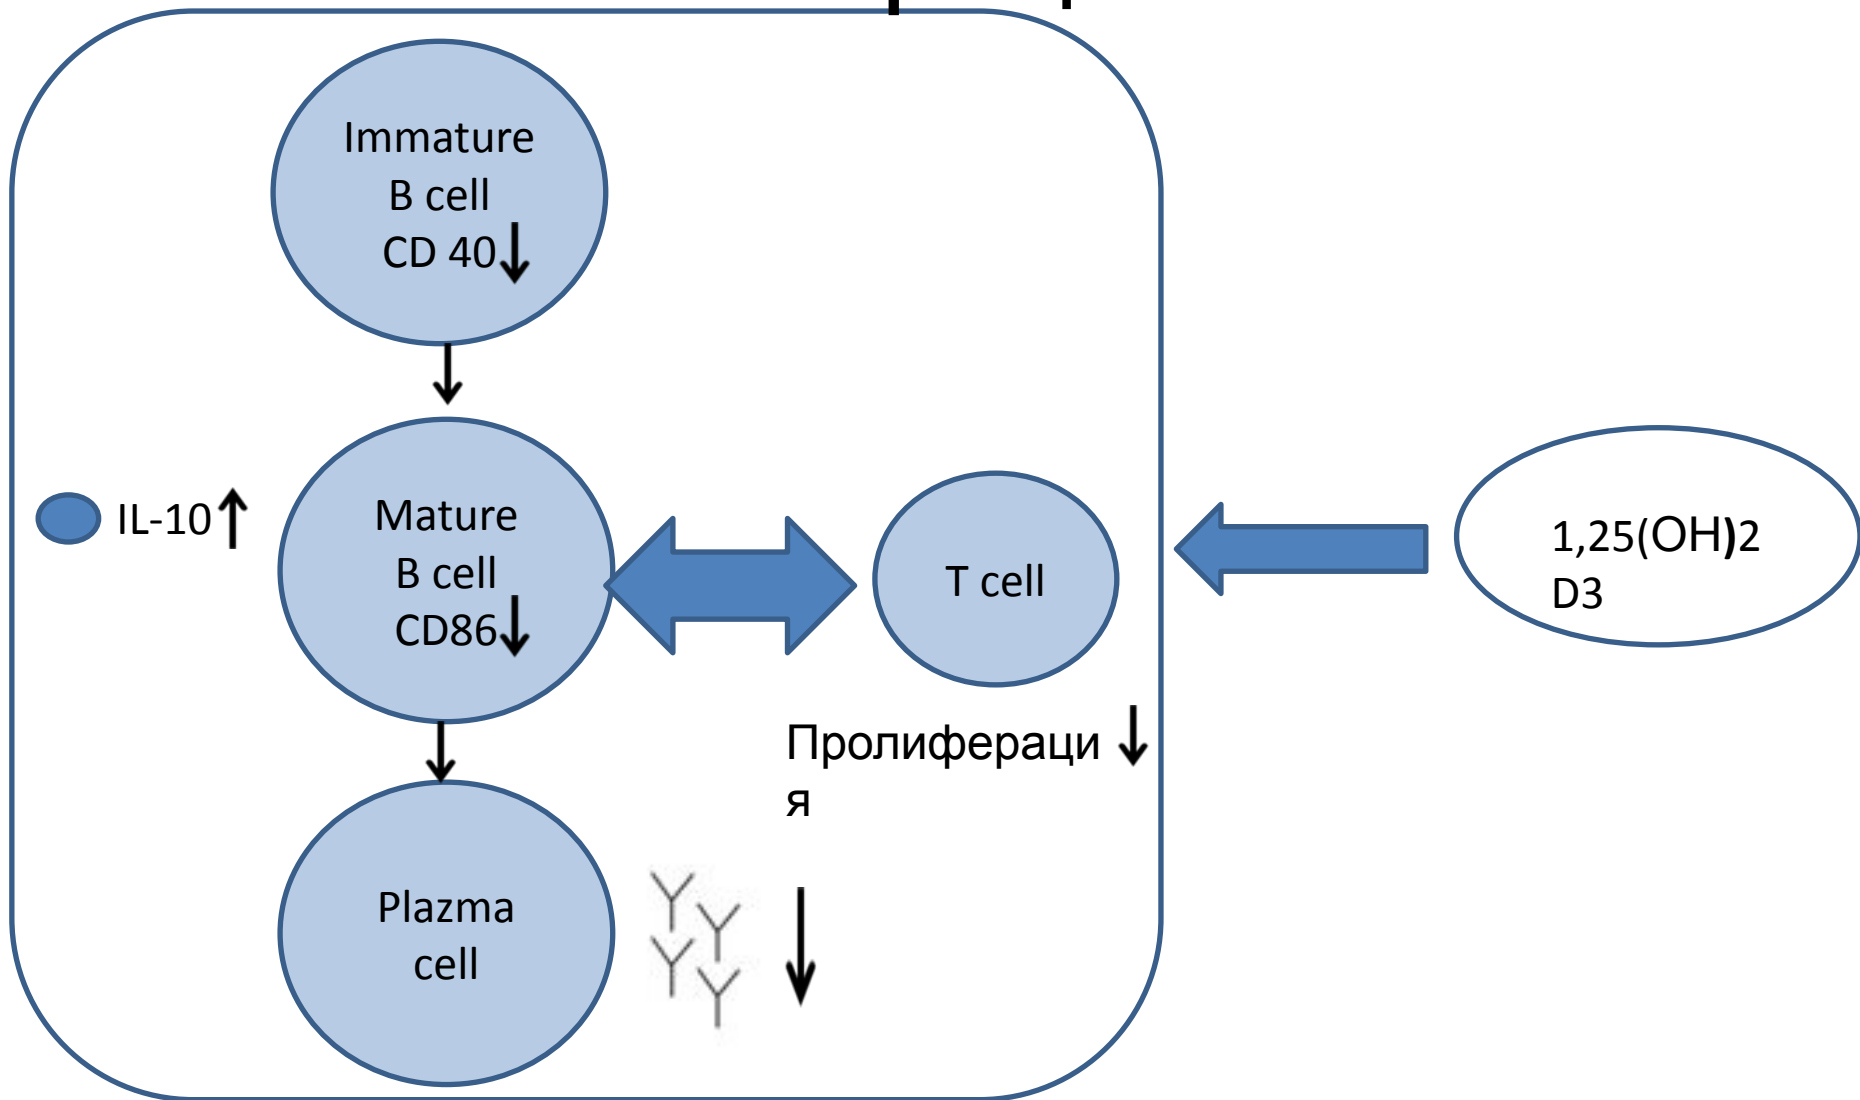 Immature
B cell
CD 40
IL-10
Mature
B cell
CD86
T cell
1,25(OH)2
D3
Пролифераци
я
Plazma
cell